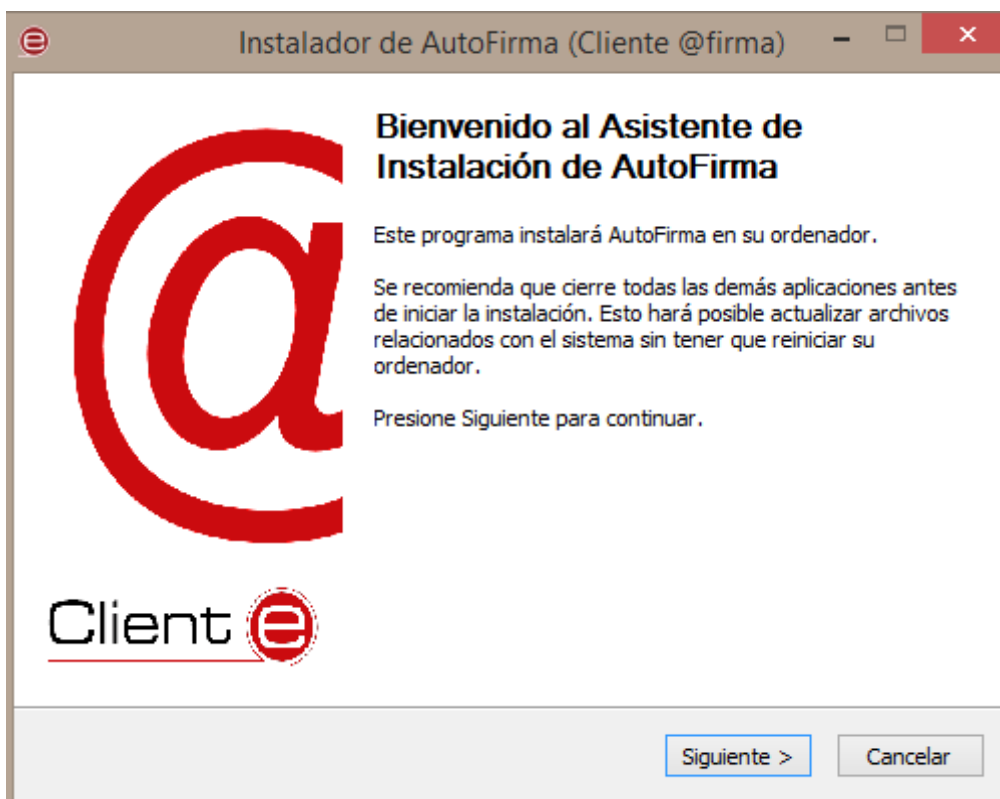 Instalador de AutoFirma (Cliente @firma)
Bienvenido al Asistente de
Instalación de AutoFirma
Este programa instalará AutoFirma en su ordenador.
Se recomienda que cierre todas las demás aplicaciones antes
de iniciar la instalación. Esto hará posible actualizar archivos
relacionados con el sistema sin tener que reiniciar su
ordenador.
Presione Siguiente para continuar.
@
Client e
Siguiente >
Cancelar